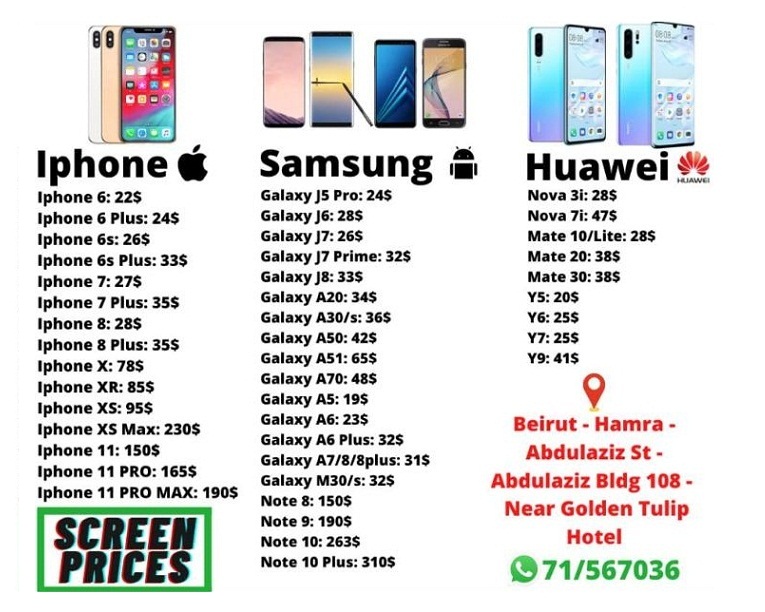 Iphone
Iphone 6: 22$
Iphone 6 Plus: 24$
Iphone 6s: 26$
Iphone 6s Plus: 33$
Iphone 7: 27$
Iphone 7 Plus: 35$
Iphone 8: 28$
Iphone 8 Plus: 35$
Iphone X: 78$
Iphone XR: 85$
Iphone XS: 95$
Iphone XS Max: 230$
Iphone 11: 150$
Iphone 11 PRO: 165$
Iphone 11 PRO MAX: 190$
SCREEN
PRICES
Samsung
Galaxy J5 Pro: 24$
Galaxy J6: 28$
Galaxy J7: 26$
Galaxy J7 Prime: 32$
Galaxy J8: 33$
Galaxy A20: 34$
Galaxy A30/s: 36$
Galaxy A50: 42$
Galaxy A51: 65$
Galaxy A70: 48$
Galaxy A5: 19$
Galaxy A6: 23$
Galaxy A6 Plus: 32$
Galaxy A7/8/8plus: 31$
Galaxy M30/s: 32$
Note 8: 150$
Note 9: 190$
Note 10: 263$
Note 10 Plus: 310$
Huawei
HUAWEI
Nova 3i: 28$
Nova 7i: 47$
Mate 10/Lite: 28$
Mate 20: 38$
Mate 30: 38$
Y5: 20$
Y6: 25$
Y7: 25$
Y9: 41$
Beirut - Hamra -
Abdulaziz St -
Abdulaziz Bldg 108 -
Near Golden Tulip
Hotel
71/567036